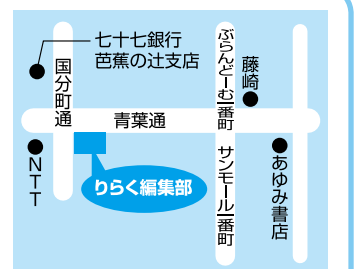 七十七銀行
芭蕉の辻支店
国分町通
ぶらんどーむ一番町
藤崎
青葉通
NTT
りらく編集部
サンモール一番町
あゆみ書店